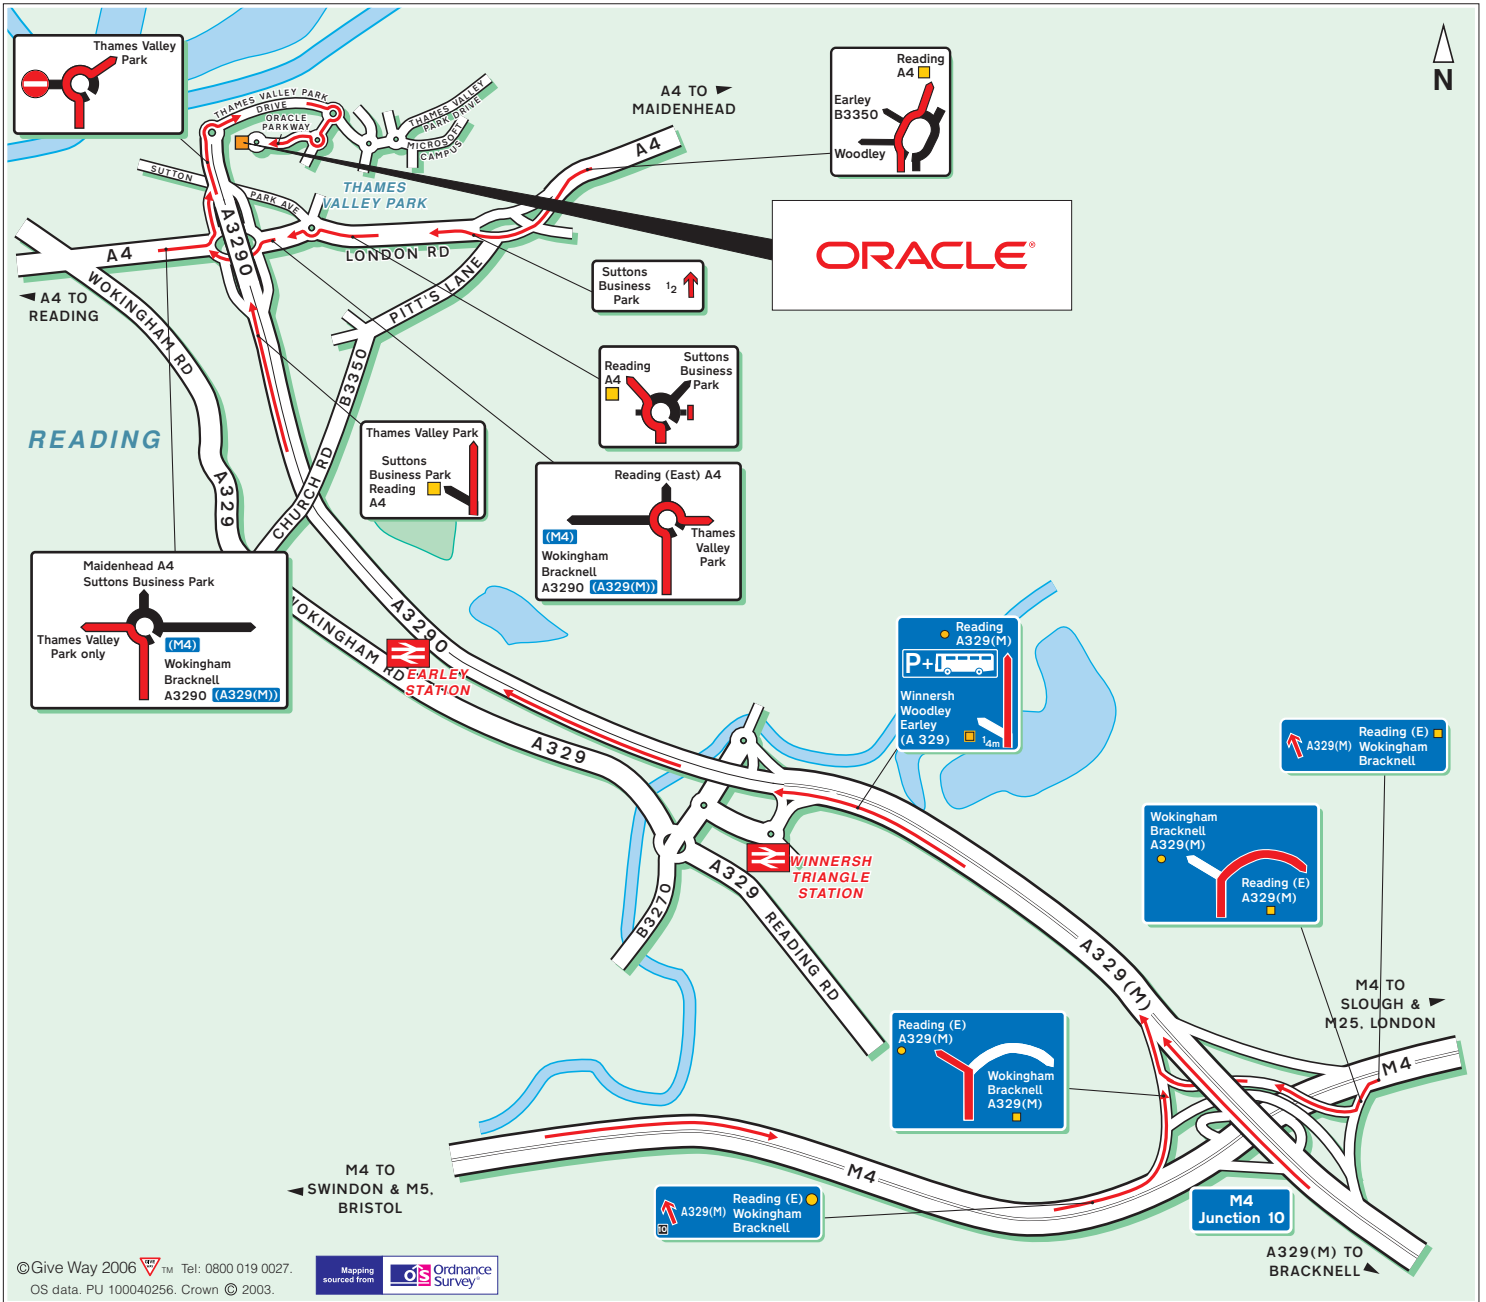 Thames Valley
Park
THAMES VALLEY PARK
DRIVE
ORACLE
PARKWAY
THAMES VALLEY
PARK DRIVE
MICROSOFT
CAMPUS
A4 TO
MAIDENHEAD
A4
Reading
A4
Earley
B3350
Woodley
N
SUTTON
PARK AVE
THAMES
VALLEY PARK
A3290
A4
LONDON RD
ORACLE®
A4 TO
READING
WOKINGHAM RD
PITT'S LANE
Suttons
Business
Park
1/2
B3350
Reading
A4
Suttons
Business
Park
READING
Thames Valley Park
Suttons
Business Park
Reading
A4
A329
CHURCH RD
Reading (East) A4
(M4)
Wokingham
Bracknell
A3290 (A329(M))
Thames
Valley
Park
Maidenhead A4
Suttons Business Park
Thames Valley
Park only
(M4)
Wokingham
Bracknell
A3290 (A329(M))
WOKINGHAM RD
A3290
EARLEY
STATION
Reading
A329(M)
P+
Winnersh
Woodley
Earley
(A 329)
1/4m
A329
A329(M)
Reading (E)
Wokingham
Bracknell
Wokingham
Bracknell
A329(M)
Reading (E)
A329(M)
WINNERSH
TRIANGLE
STATION
A329
READING RD
B3270
A329(M)
M4 TO
SLOUGH &
M25, LONDON
M4
Reading (E)
A329(M)
Wokingham
Bracknell
A329(M)
M4 TO
SWINDON & M5,
BRISTOL
M4
10
A329(M)
Reading (E)
Wokingham
Bracknell
M4
Junction 10
A329(M) TO
BRACKNELL
©Give Way 2006 GIVE WAY TM Tel: 0800 019 0027.
OS data. PU 100040256. Crown © 2003.
Mapping
sourced from
OS Ordnance
Survey®